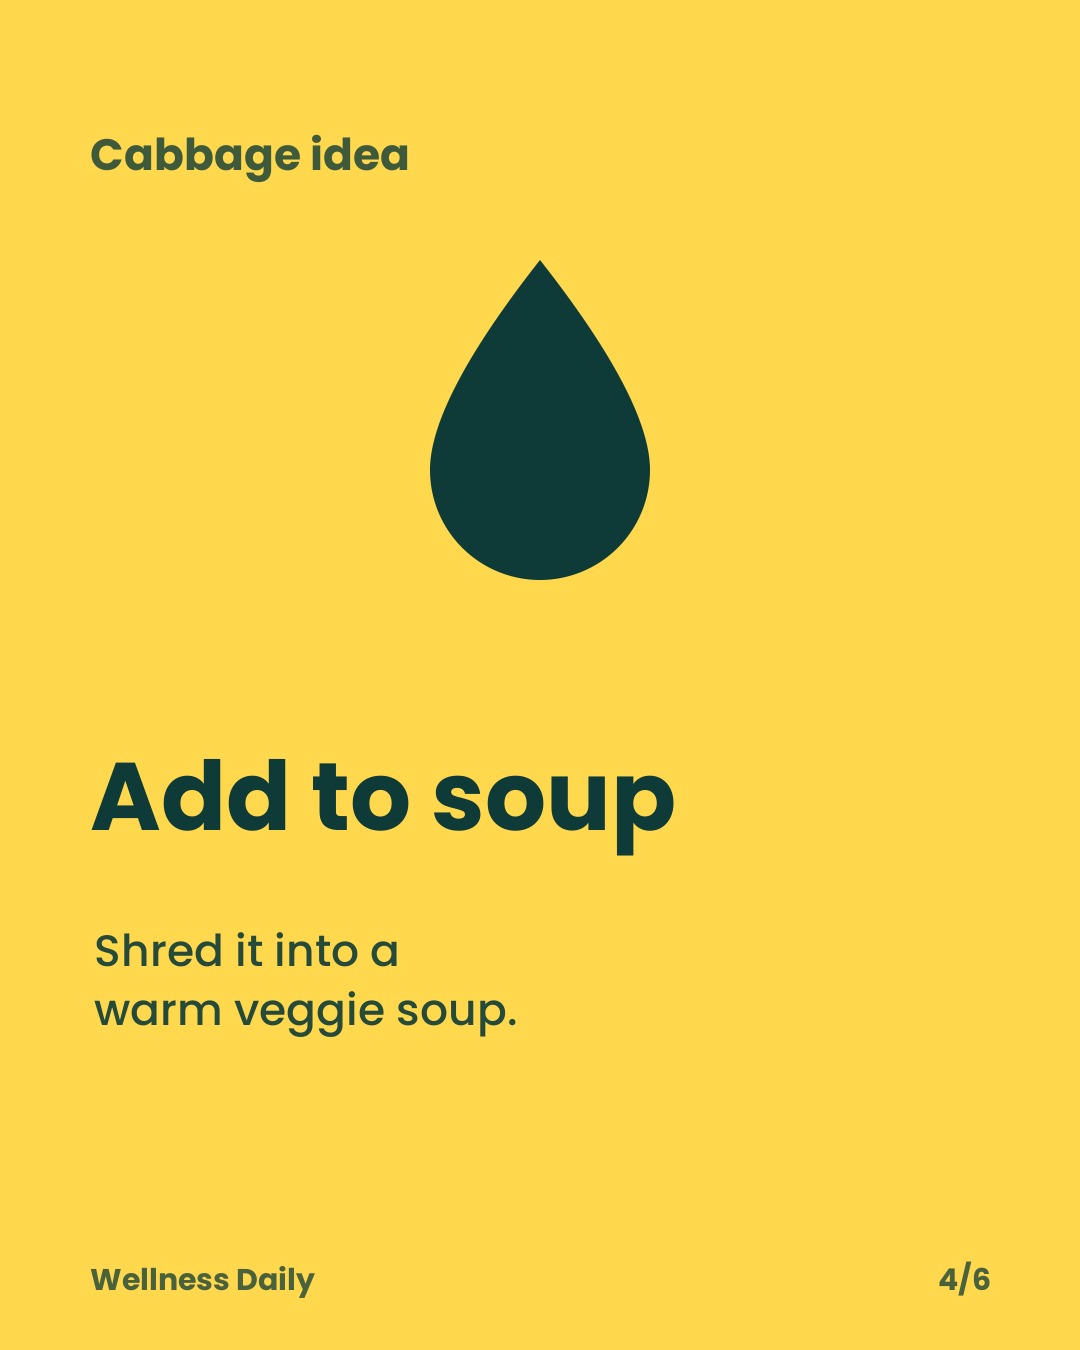 Cabbage idea
Add to soup
Shred it into a
warm veggie soup.
Wellness Daily
4/6